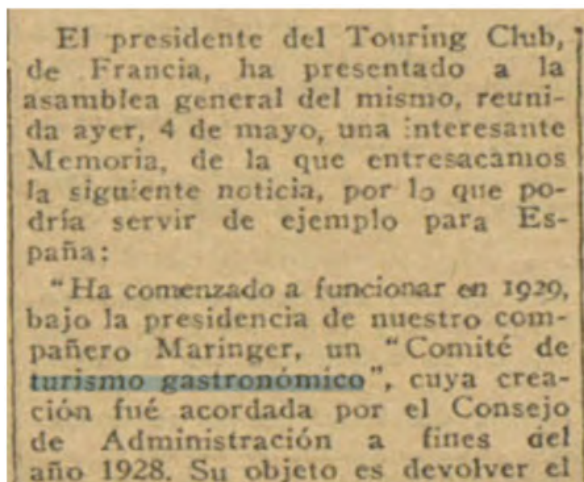 El presidente del Touring Club,
de Francia, ha presentado a la
asamblea general del mismo, reuni-
da ayer, 4 de mayo, una interesante
Memoria, de la que entresacamos
la siguiente noticia, por lo que po-
dría servir de ejemplo para Es-
paña:
"Ha comenzado a funcionar en 1929,
bajo la presidencia de nuestro com-
pañero Maringer, un "Comité de
turismo gastronómico", cuya crea-
ción fué acordada por el Consejo
de Administración a fines del
año 1928. Su objeto es devolver el